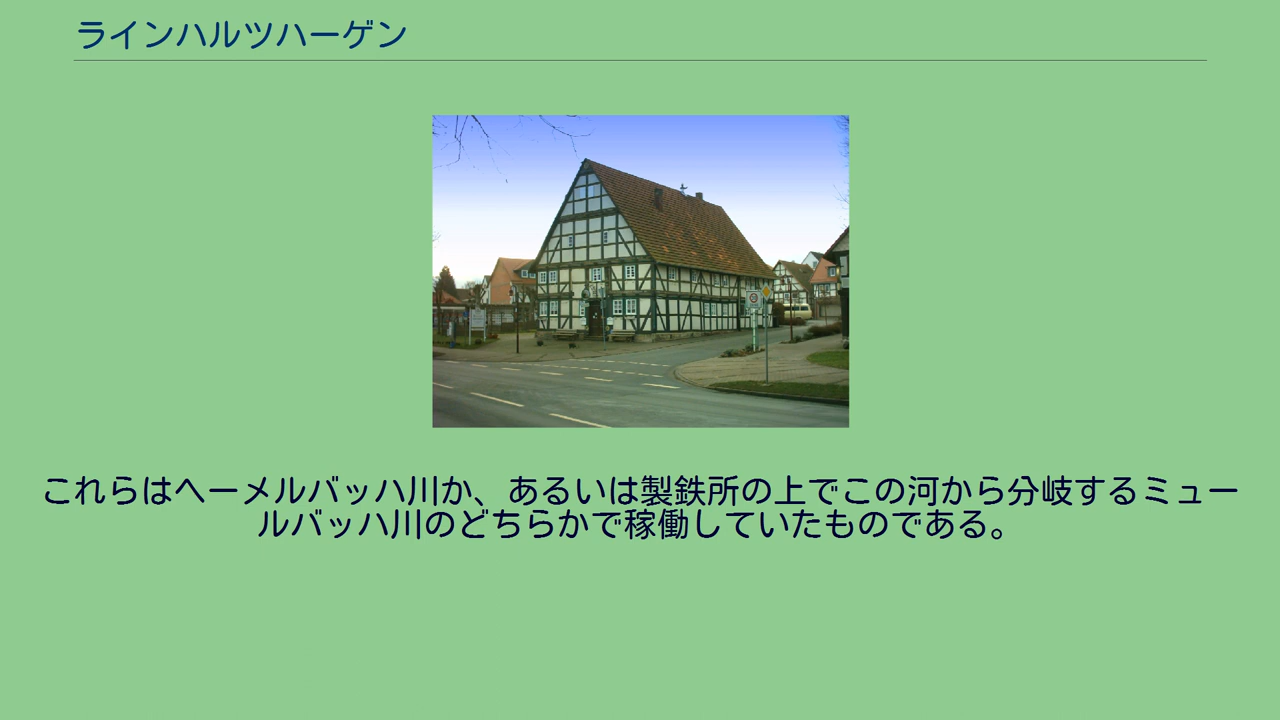 ラインハルツハーゲン
これらはヘーメルバッハ川か、あるいは製鉄所の上でこの河から分岐するミュー
ルバッハ川のどちらかで稼働していたものである。